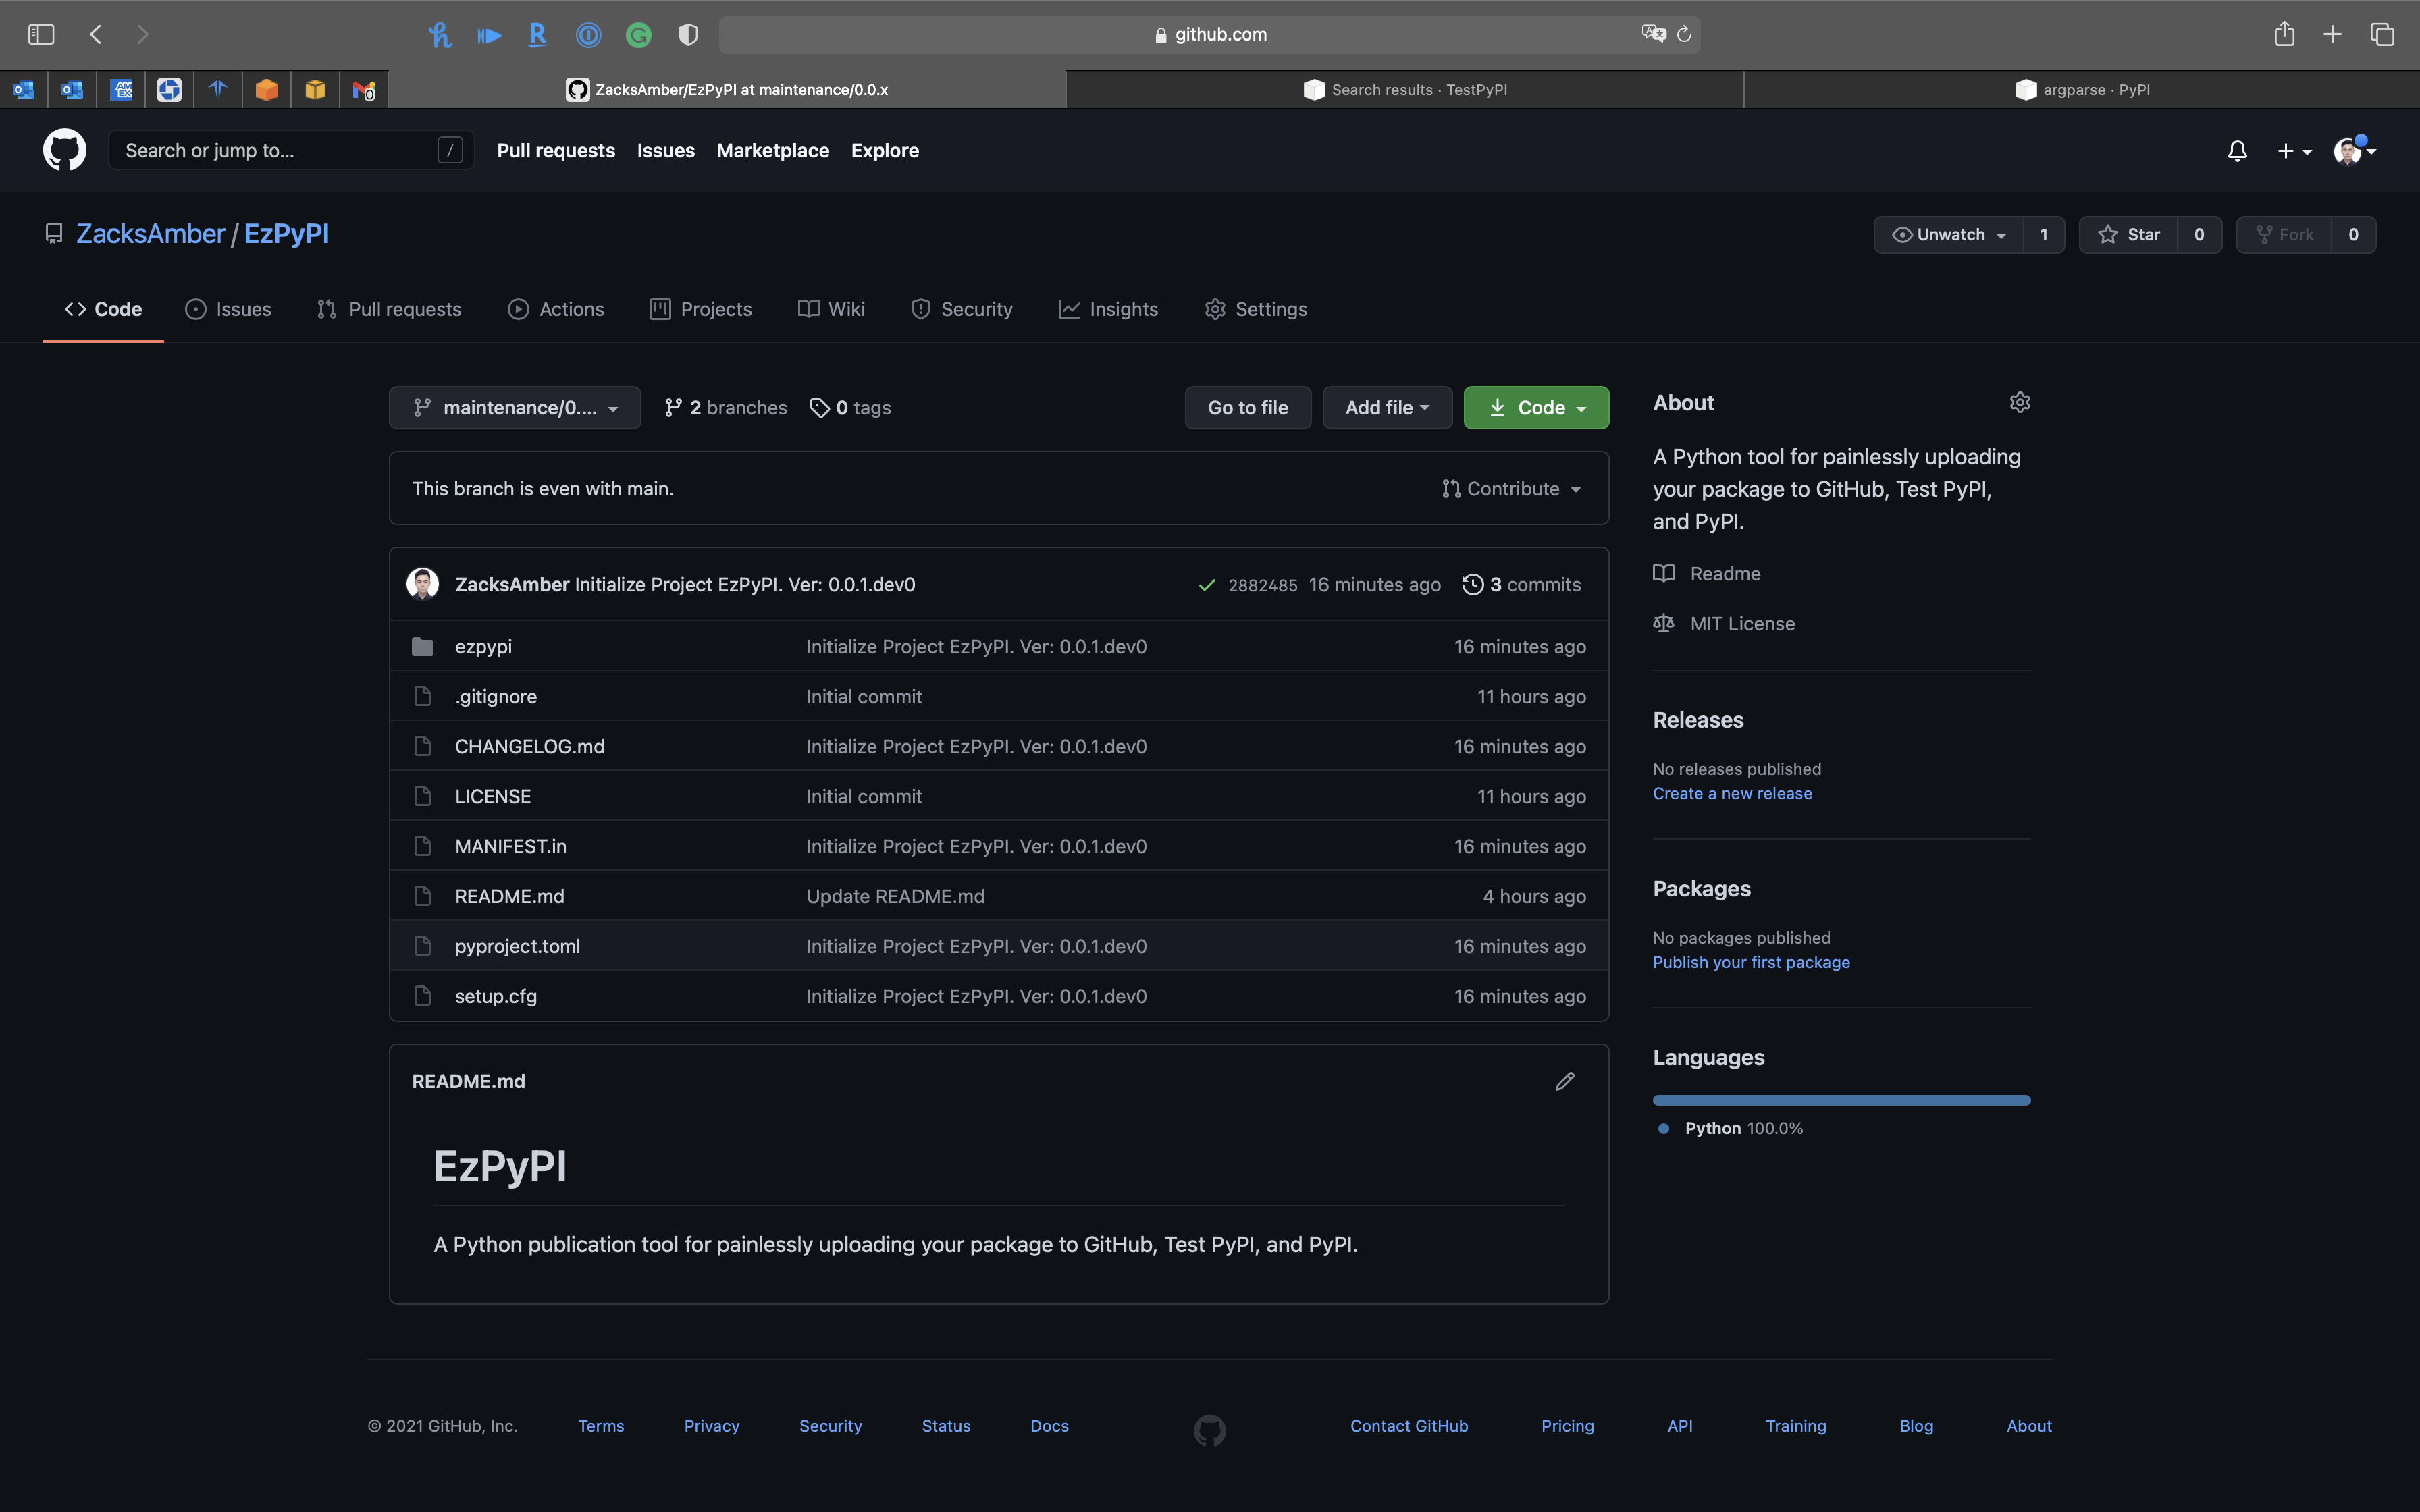 github.com
ZacksAmber/EzPyPI at maintenance/0.0.x
Search results · TestPyPI
argparse · PyPI
Search or jump to... /
Pull requests Issues Marketplace Explore
ZacksAmber / EzPyPI
Unwatch 1 Star 0 Fork 0
Code Issues Pull requests Actions Projects Wiki Security Insights Settings
maintenance/0.... 2 branches 0 tags Go to file Add file Code
This branch is even with main. Contribute
ZacksAmber Initialize Project EzPyPI. Ver: 0.0.1.dev0 2882485 16 minutes ago 3 commits
ezpypi Initialize Project EzPyPI. Ver: 0.0.1.dev0 16 minutes ago
.gitignore Initial commit 11 hours ago
CHANGELOG.md Initialize Project EzPyPI. Ver: 0.0.1.dev0 16 minutes ago
LICENSE Initial commit 11 hours ago
MANIFEST.in Initialize Project EzPyPI. Ver: 0.0.1.dev0 16 minutes ago
README.md Update README.md 4 hours ago
pyproject.toml Initialize Project EzPyPI. Ver: 0.0.1.dev0 16 minutes ago
setup.cfg Initialize Project EzPyPI. Ver: 0.0.1.dev0 16 minutes ago
README.md
EzPyPI
A Python publication tool for painlessly uploading your package to GitHub, Test PyPI, and PyPI.
About
A Python tool for painlessly uploading
your package to GitHub, Test PyPI,
and PyPI.
Readme
MIT License
Releases
No releases published
Create a new release
Packages
No packages published
Publish your first package
Languages
Python 100.0%
© 2021 GitHub, Inc. Terms Privacy Security Status Docs Contact GitHub Pricing API Training Blog About